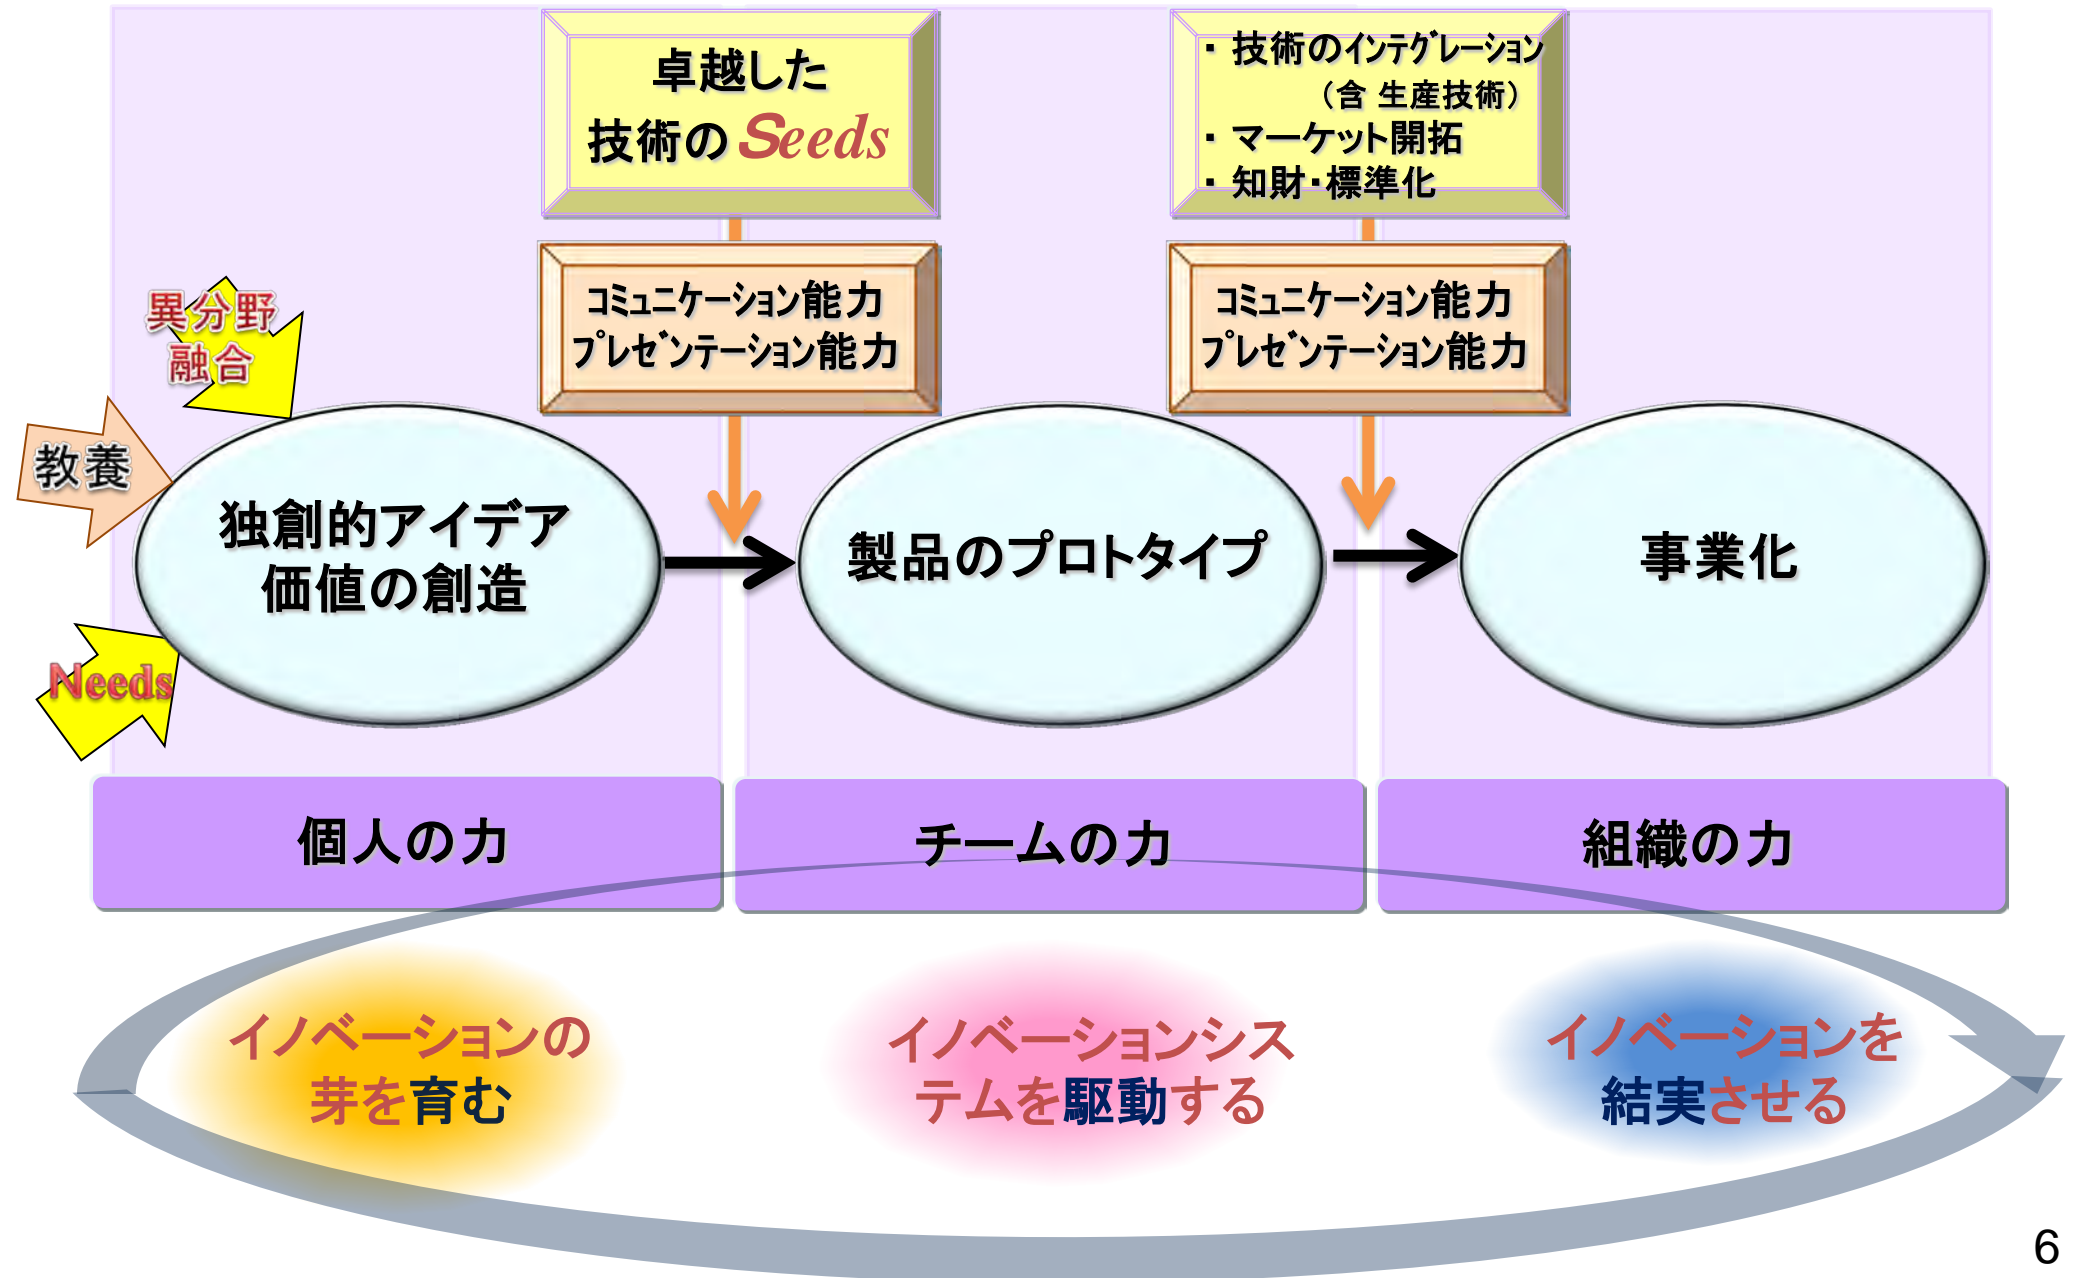 卓越した
技術のSeeds
・ 技術のインテグレーション
（含 生産技術）
・ マーケット開拓
・ 知財・標準化
コミュニケーション能力
プレゼンテーション能力
コミュニケーション能力
プレゼンテーション能力
異分野
融合
教養
Needs
独創的アイデア
価値の創造
製品のプロトタイプ
事業化
個人の力
チームの力
組織の力
イノベーションの
芽を育む
イノベーションシス
テムを駆動する
イノベーションを
結実させる
6